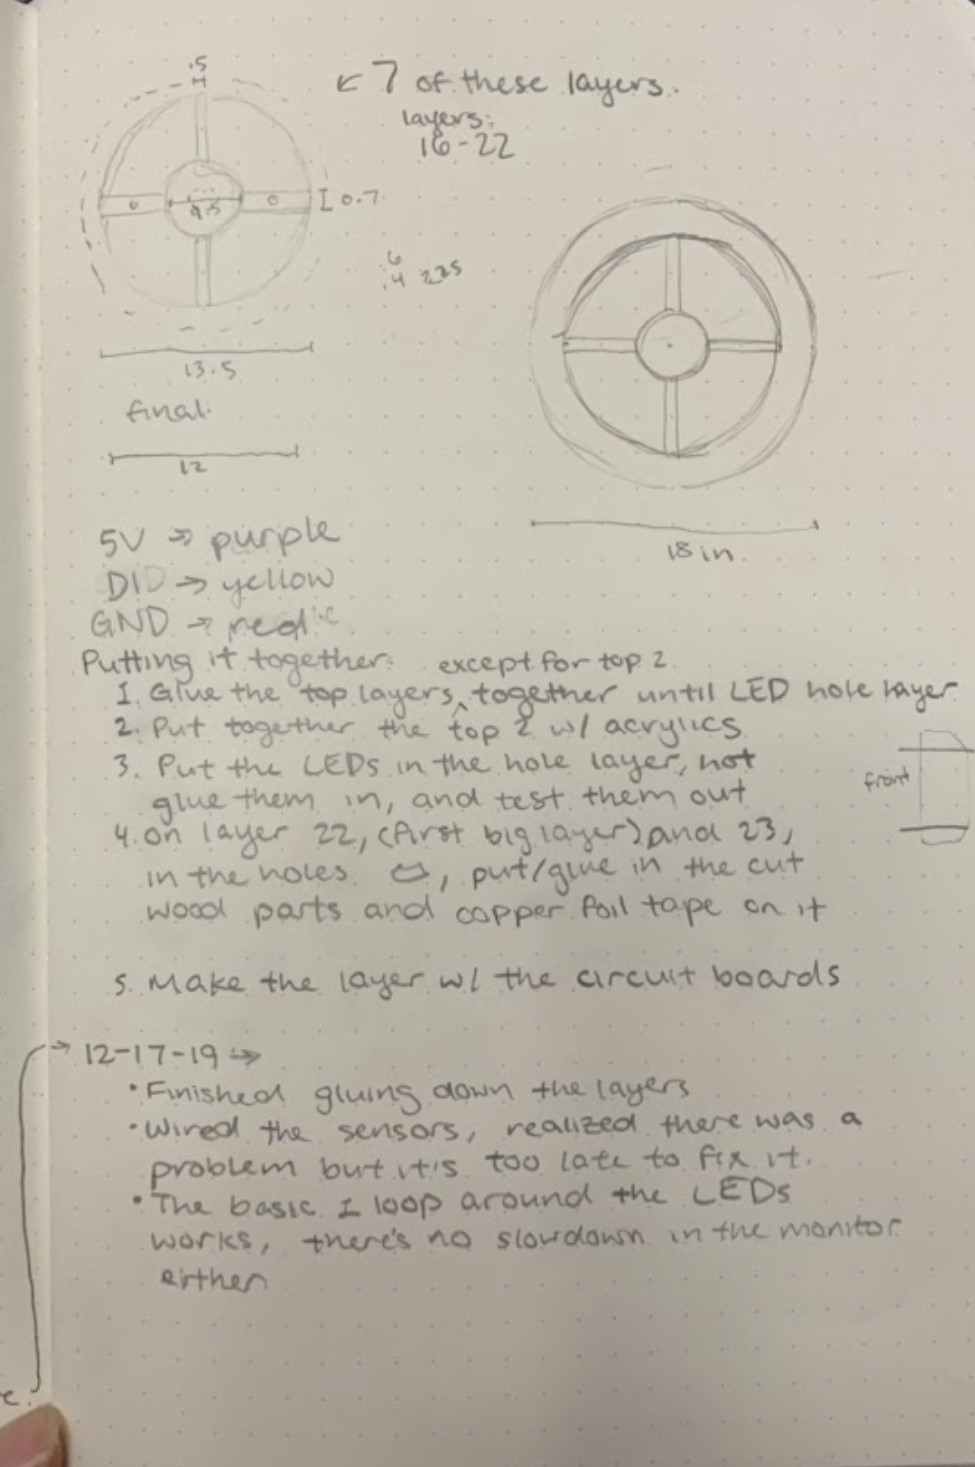 .5
↙ 7 of these layers.
layers:
16-22
0.7
9.5
6
.4 2.25
13.5
final:
12
18 in.
5V → purple
DID → yellow
GND → red
Putting it together: except for top 2
1. Glue the top layers ^ together until LED hole layer
2. Put together the top 2 w/ acrylics
3. Put the LEDs in the hole layer, not
glue them in, and test them out
front
4. on layer 22, (first big layer) and 23,
in the holes , put/glue in the cut
wood parts and copper foil tape on it
5. Make the layer w/ the circuit boards
→ 12-17-19 →
• Finished gluing down the layers
• Wired the sensors, realized there was a
problem but it's too late to fix it.
• The basic 1 loop around the LEDs
works, there's no slowdown in the monitor
either